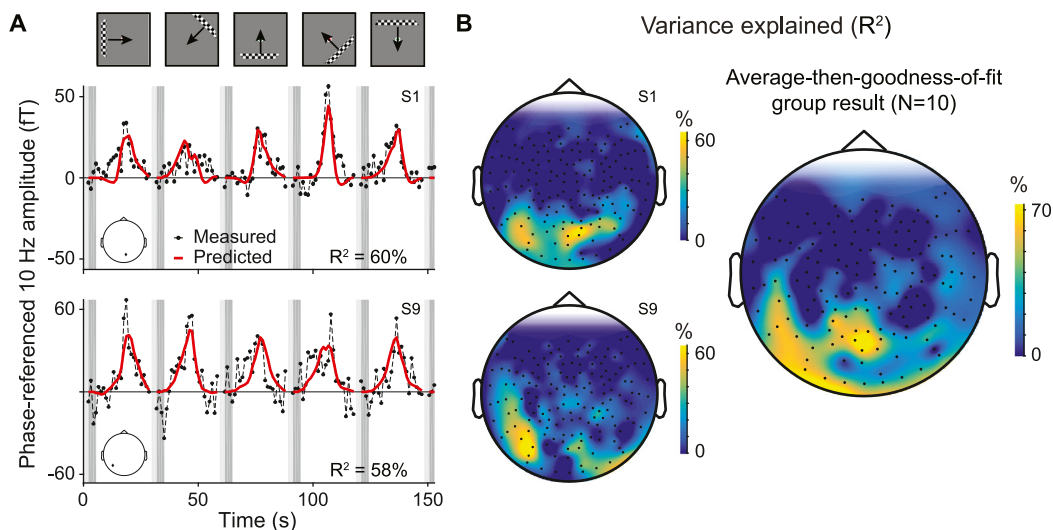 A
B
Variance explained (R²)
Average-then-goodness-of-fit
group result (N=10)
Phase-referenced 10 Hz amplitude (fT)
50
0
-50
S1
Measured
Predicted
R² = 60%
60
-60
S9
R² = 58%
0
50
100
150
Time (s)
S1
%
60
0
S9
%
60
0
%
70
0